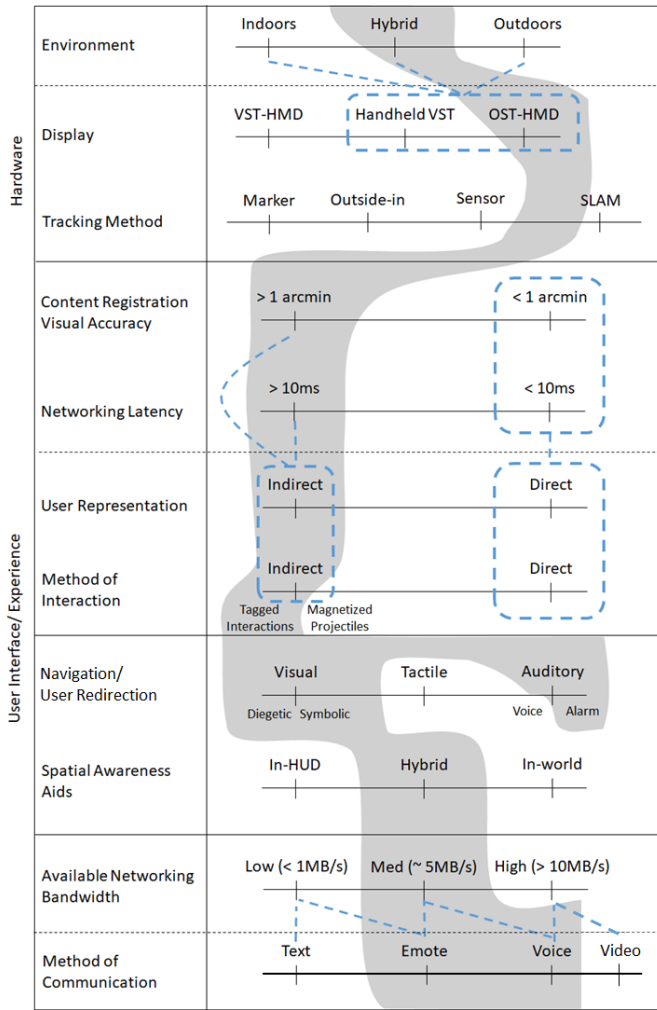 Hardware
Environment
Indoors
Hybrid
Outdoors
Display
VST-HMD
Handheld VST
OST-HMD
Tracking Method
Marker
Outside-in
Sensor
SLAM
User Interface/ Experience
Content Registration
Visual Accuracy
> 1 arcmin
< 1 arcmin
Networking Latency
> 10ms
< 10ms
User Representation
Indirect
Direct
Method of
Interaction
Indirect
Direct
Tagged
Interactions
Magnetized
Projectiles
Navigation/
User Redirection
Visual
Tactile
Auditory
Diegetic
Symbolic
Voice
Alarm
Spatial Awareness
Aids
In-HUD
Hybrid
In-world
Available Networking
Bandwidth
Low (< 1MB/s)
Med (~ 5MB/s)
High (> 10MB/s)
Method of
Communication
Text
Emote
Voice
Video